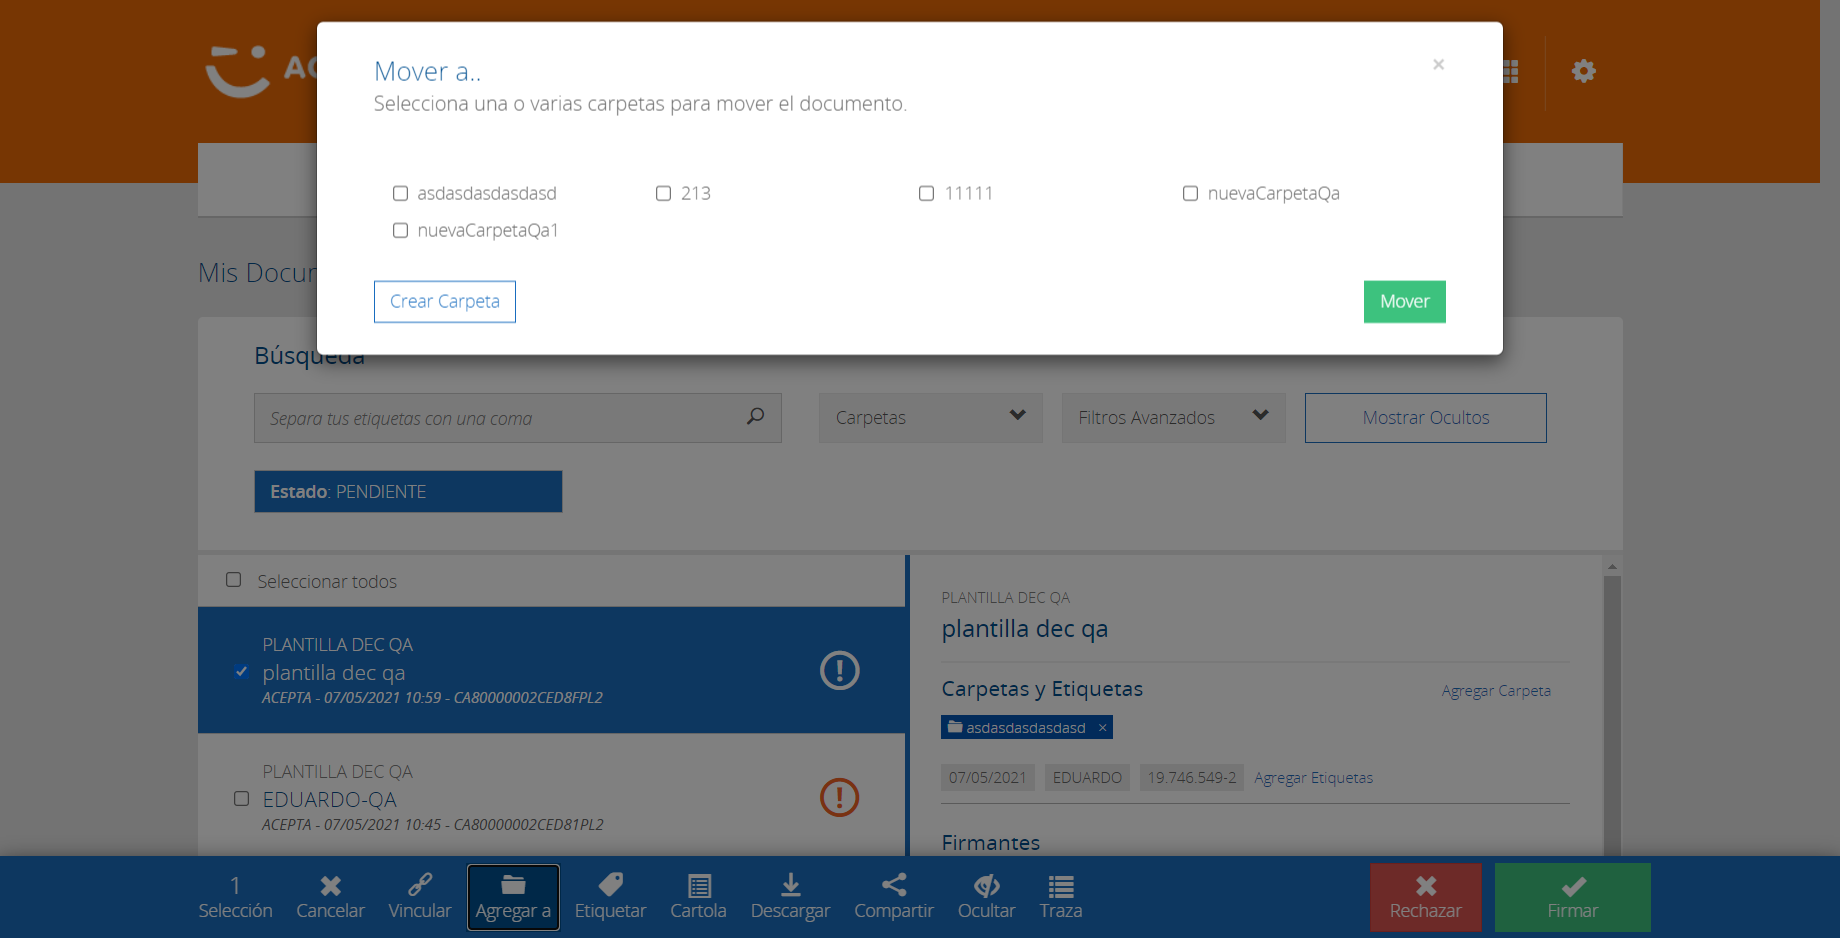 AC
Mover a..
×
Selecciona una o varias carpetas para mover el documento.
asdasdasdasdasd
213
11111
nuevaCarpetaQa
nuevaCarpetaQa1
Crear Carpeta
Mover
Mis Docum
Búsqueda
Separa tus etiquetas con una coma
Carpetas
Filtros Avanzados
Mostrar Ocultos
Estado: PENDIENTE
Seleccionar todos
PLANTILLA DEC QA
plantilla dec qa
ACEPTA - 07/05/2021 10:59 - CA80000002CED8FPL2
PLANTILLA DEC QA
EDUARDO-QA
ACEPTA - 07/05/2021 10:45 - CA80000002CED81PL2
PLANTILLA DEC QA
plantilla dec qa
Carpetas y Etiquetas
Agregar Carpeta
asdasdasdasdasd ×
07/05/2021
EDUARDO
19.746.549-2
Agregar Etiquetas
Firmantes
1
Selección
Cancelar
Vincular
Agregar a
Etiquetar
Cartola
Descargar
Compartir
Ocultar
Traza
Rechazar
Firmar